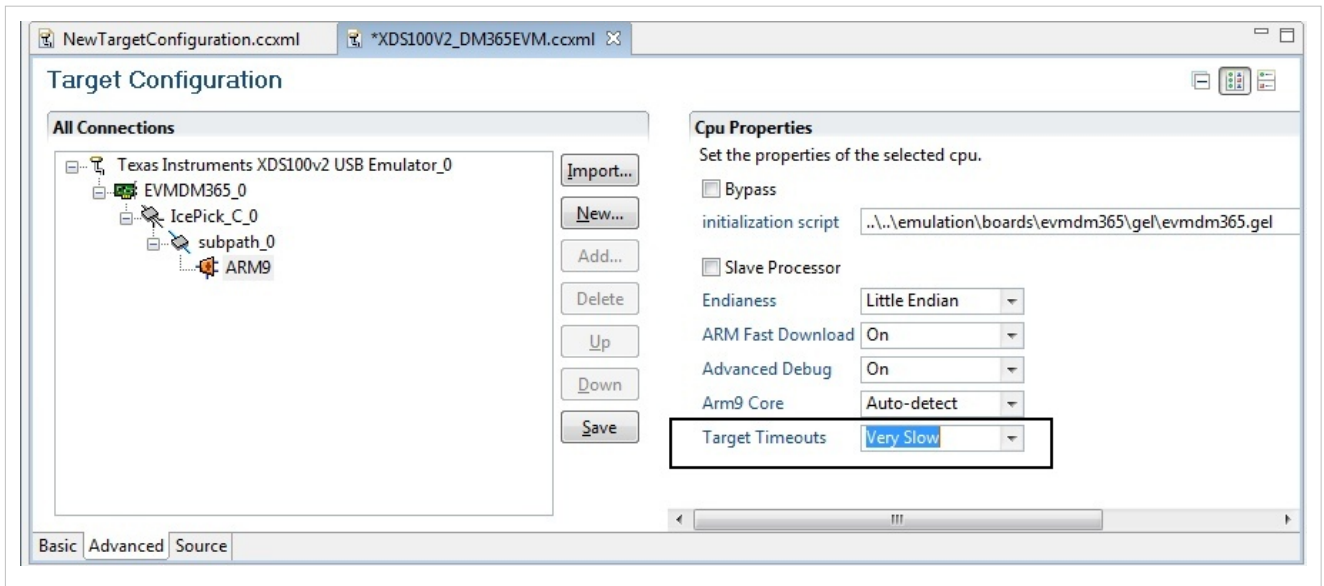 NewTargetConfiguration.ccxml
*XDS100V2_DM365EVM.ccxml
Target Configuration
All Connections
Texas Instruments XDS100v2 USB Emulator_0
EVMDM365_0
IcePick_C_0
subpath_0
ARM9
Import...
New...
Add...
Delete
Up
Down
Save
Cpu Properties
Set the properties of the selected cpu.
Bypass
initialization script ..\..\emulation\boards\evmdm365\gel\evmdm365.gel
Slave Processor
Endianess Little Endian
ARM Fast Download On
Advanced Debug On
Arm9 Core Auto-detect
Target Timeouts Very Slow
Basic Advanced Source